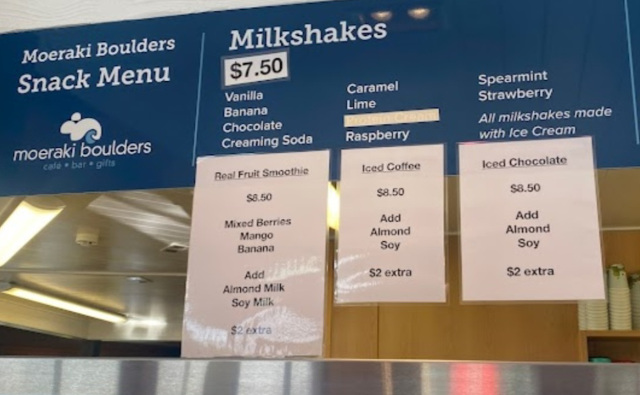 Moeraki Boulders
Snack Menu
moeraki boulders
café • bar • gifts
Milkshakes
$7.50
Vanilla
Banana
Chocolate
Creaming Soda
Caramel
Lime
Raspberry
Spearmint
Strawberry
All milkshakes made
with Ice Cream
Real Fruit Smoothie
$8.50
Mixed Berries
Mango
Banana
Add
Almond Milk
Soy Milk
$2 extra
Iced Coffee
$8.50
Add
Almond
Soy
$2 extra
Iced Chocolate
$8.50
Add
Almond
Soy
$2 extra